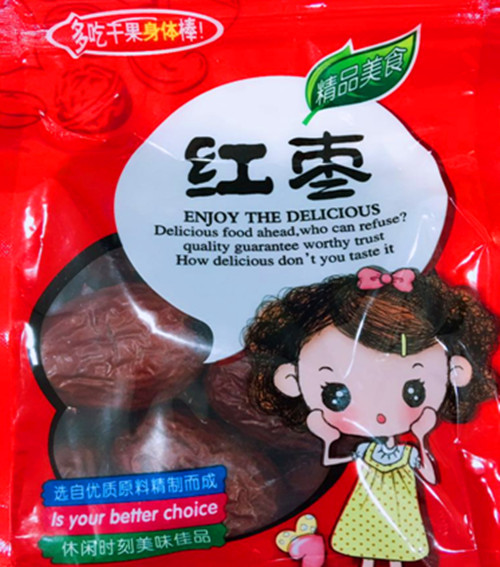 多吃干果身体棒!
精品美食
红枣
ENJOY THE DELICIOUS
Delicious food ahead,who can refuse?
quality guarantee worthy trust
How delicious don't you taste it
选自优质原料精制而成
Is your better choice
休闲时刻美味佳品